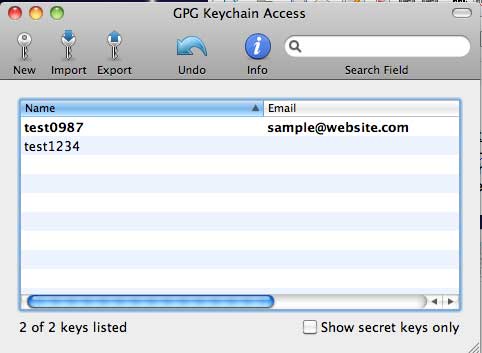 GPG Keychain Access
New Import Export Undo Info Search Field
Name Email
test0987 sample@website.com
test1234
2 of 2 keys listed Show secret keys only